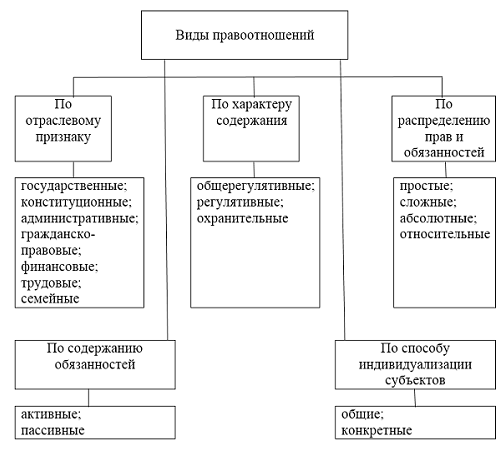 Виды правоотношений
По
отраслевому
признаку
По характеру
содержания
По
распределению
прав и
обязанностей
государственные;
конституционные;
административные;
гражданско-
правовые;
финансовые;
трудовые;
семейные
общерегулятивные;
регулятивные;
охранительные
простые;
сложные;
абсолютные;
относительные
По содержанию
обязанностей
По способу
индивидуализации
субъектов
активные;
пассивные
общие;
конкретные